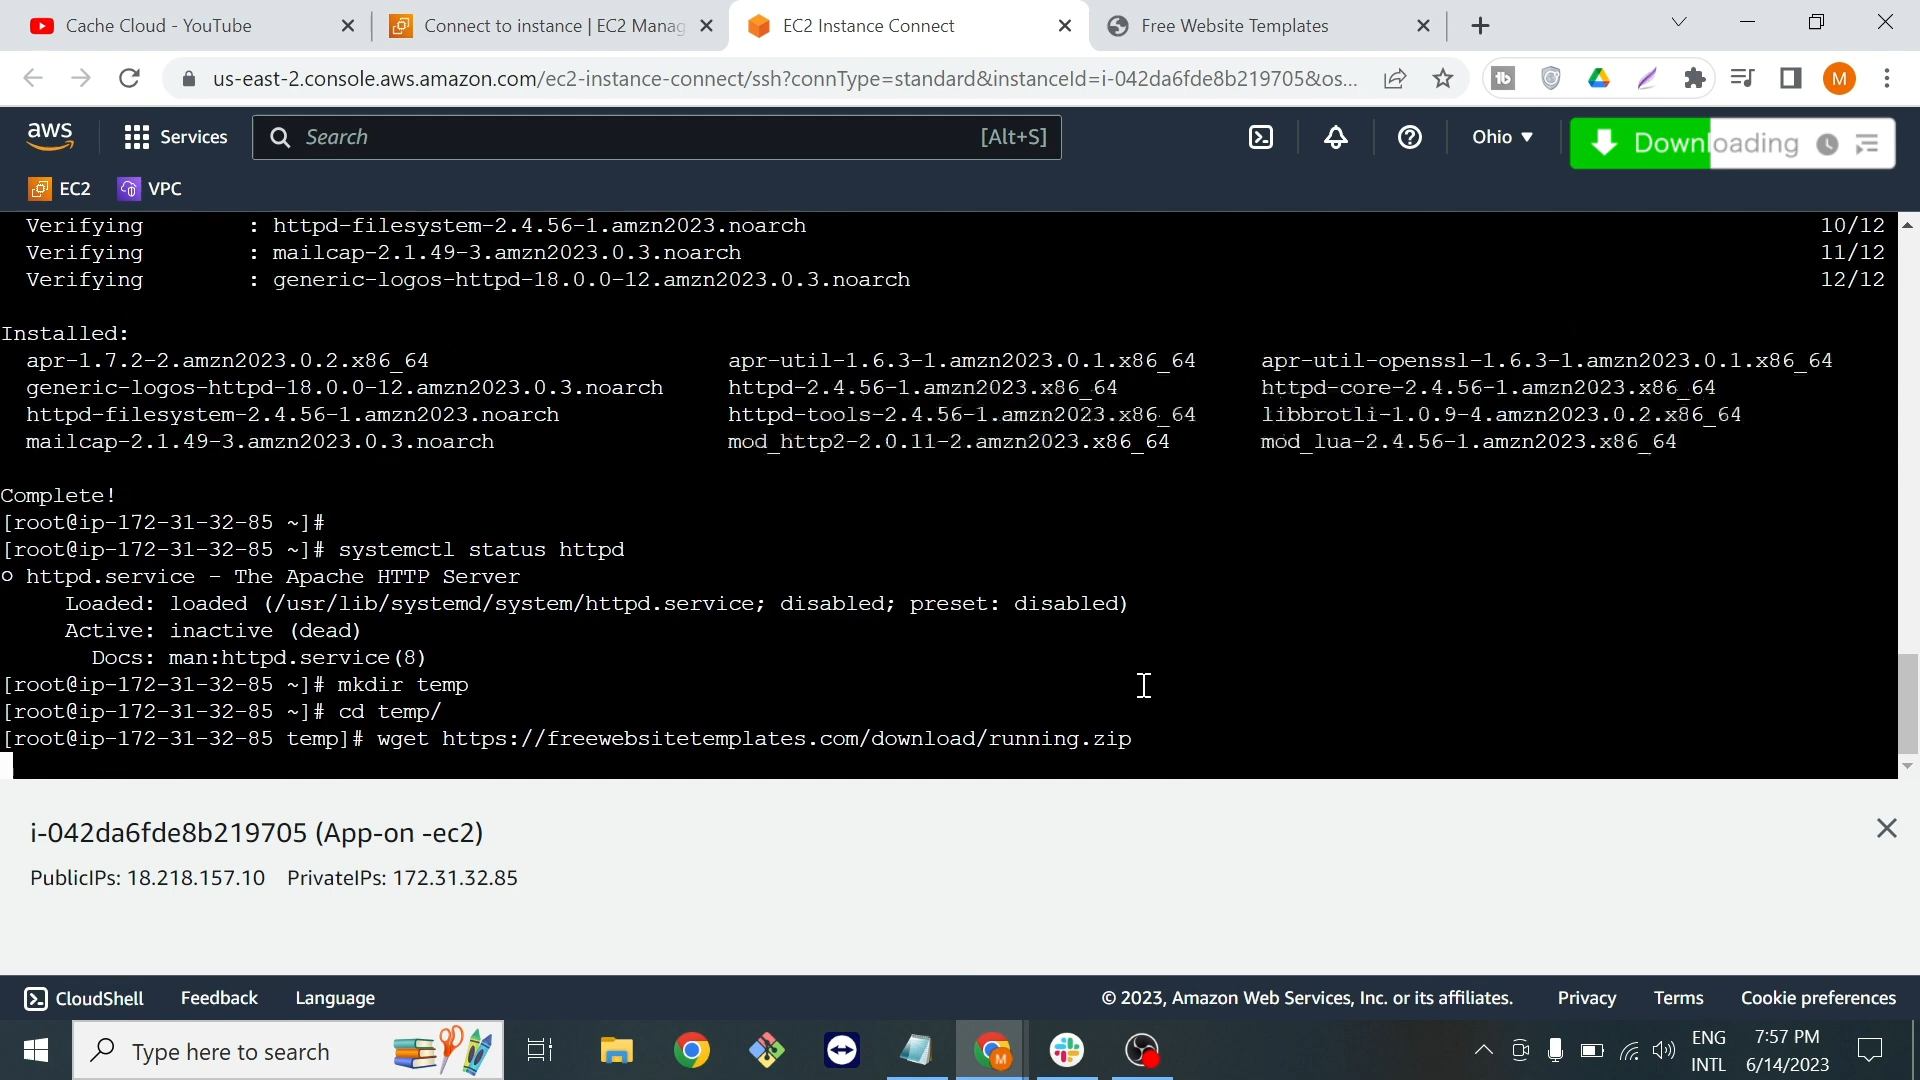 Cache Cloud - YouTube
Connect to instance | EC2 Manag
EC2 Instance Connect
Free Website Templates
us-east-2.console.aws.amazon.com/ec2-instance-connect/ssh?connType=standard&instanceId=i-042da6fde8b219705&os...
M
aws
Services
Search
[Alt+S]
Ohio
Downloading
EC2
VPC
Verifying : httpd-filesystem-2.4.56-1.amzn2023.noarch 10/12
Verifying : mailcap-2.1.49-3.amzn2023.0.3.noarch 11/12
Verifying : generic-logos-httpd-18.0.0-12.amzn2023.0.3.noarch 12/12
Installed:
apr-1.7.2-2.amzn2023.0.2.x86_64 apr-util-1.6.3-1.amzn2023.0.1.x86_64 apr-util-openssl-1.6.3-1.amzn2023.0.1.x86_64
generic-logos-httpd-18.0.0-12.amzn2023.0.3.noarch httpd-2.4.56-1.amzn2023.x86_64 httpd-core-2.4.56-1.amzn2023.x86_64
httpd-filesystem-2.4.56-1.amzn2023.noarch httpd-tools-2.4.56-1.amzn2023.x86_64 libbrotli-1.0.9-4.amzn2023.0.2.x86_64
mailcap-2.1.49-3.amzn2023.0.3.noarch mod_http2-2.0.11-2.amzn2023.x86_64 mod_lua-2.4.56-1.amzn2023.x86_64
Complete!
[root@ip-172-31-32-85 ~]#
[root@ip-172-31-32-85 ~]# systemctl status httpd
○ httpd.service - The Apache HTTP Server
Loaded: loaded (/usr/lib/systemd/system/httpd.service; disabled; preset: disabled)
Active: inactive (dead)
Docs: man:httpd.service(8)
[root@ip-172-31-32-85 ~]# mkdir temp
[root@ip-172-31-32-85 ~]# cd temp/
[root@ip-172-31-32-85 temp]# wget https://freewebsitetemplates.com/download/running.zip
i-042da6fde8b219705 (App-on -ec2)
PublicIPs: 18.218.157.10 PrivateIPs: 172.31.32.85
CloudShell
Feedback
Language
© 2023, Amazon Web Services, Inc. or its affiliates.
Privacy
Terms
Cookie preferences
Type here to search
ENG
INTL
7:57 PM
6/14/2023